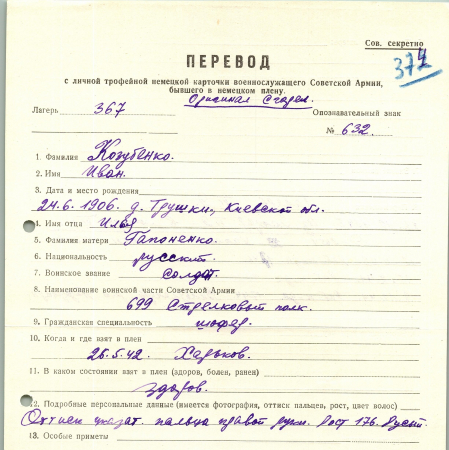 Сов. секретно
377
ПЕРЕВОД
с личной трофейной немецкой карточки военнослужащего Советской Армии,
бывшего в немецком плену.
Оригинал сгорел.
Лагерь 367 Опознавательный знак
№ 632.
1. Фамилия Козубенко.
2. Имя Иван.
3. Дата и место рождения
24.6.1906. д. Трушки, Киевской обл.
4. Имя отца Илья
5. Фамилия матери Гапоненко.
6. Национальность русский
7. Воинское звание солдат.
8. Наименование воинской части Советской Армии
699 Стрелковый полк.
9. Гражданская специальность шофер.
10. Когда и где взят в плен
26.5.42. Харьков.
11. В каком состоянии взят в плен (здоров, болен, ранен)
здоров.
12. Подробные персональные данные (имеется фотография, оттиск пальцев, рост, цвет волос)
Оттиск указат. пальца правой руки. Рост 176. Русый.
13. Особые приметы